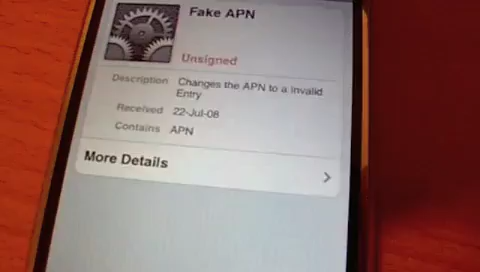 Fake APN
Unsigned
Description Changes the APN to a invalid
Entry
Received 22-Jul-08
Contains APN
More Details